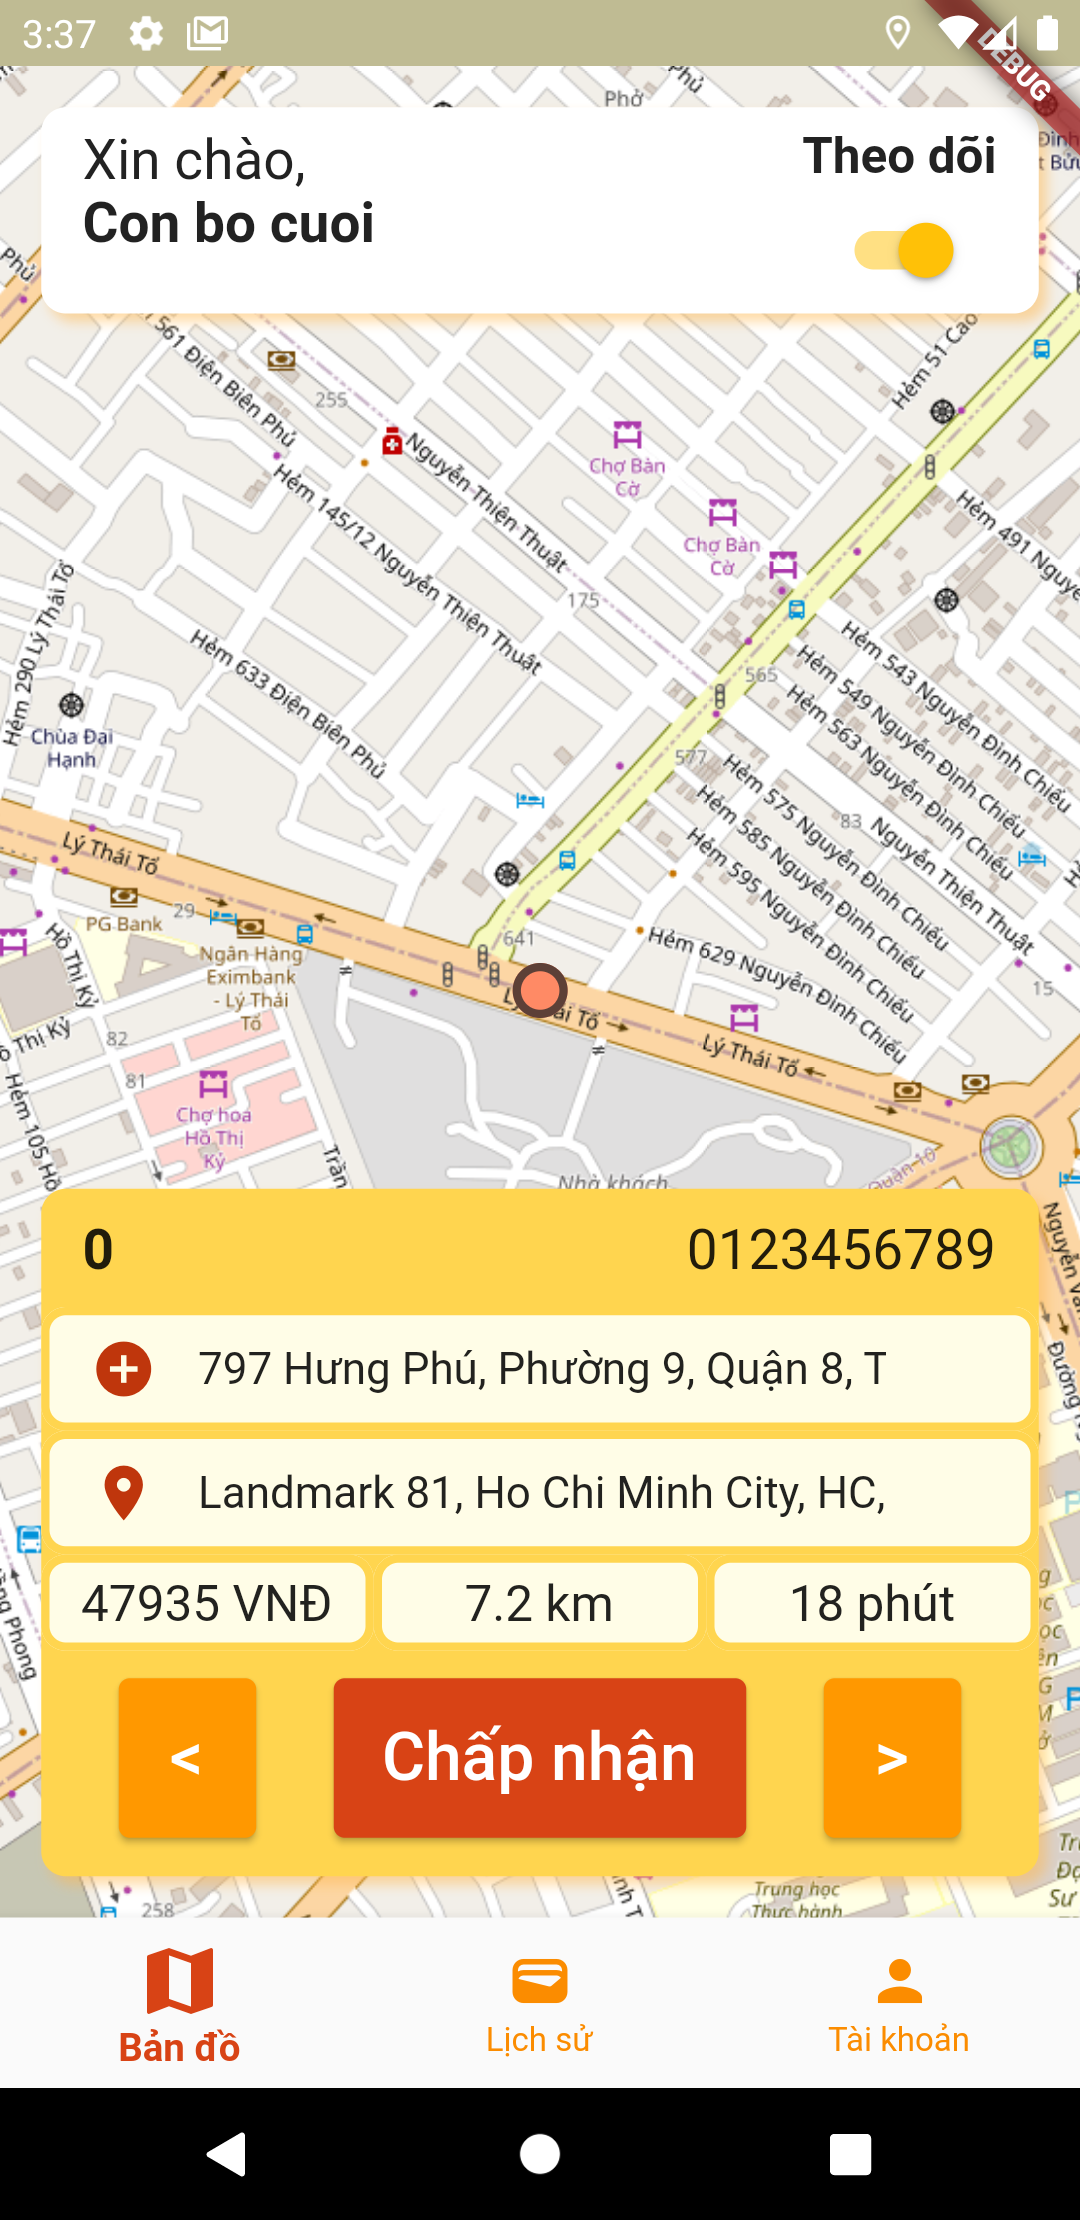 3:37
DEBUG
Phủ
Phở
Xin chào,
Theo dõi
Con bo cuoi
Phủ
561 Điện Biên Phủ
Hẻm 51 Cao
255
Nguyễn Thiện Thuật
Chợ Bàn
Cờ
Hẻm 145/12 Nguyễn Thiện Thuật
Chợ Bàn
Cờ
Hẻm 491 Nguyễ
175
Hẻm 290 Lý Thái Tổ
Hẻm 633 Điện Biên Phủ
Hẻm 543 Nguyễn Đình Chiểu
565
Hẻm 549 Nguyễn Đình Chiểu
Hẻm 563 Nguyễn Đình Chiểu
Chùa Đại
Hạnh
577
Hẻm 575 Nguyễn Đình Chiểu
Hẻm 585 Nguyễn Đình Chiểu
83
Nguyễn Thiện Thuật
Hẻm 595 Nguyễn Đình Chiểu
Lý Thái Tổ
PG Bank
29
641
Hẻm 629 Nguyễn Đình Chiểu
Ngân Hàng
Eximbank
- Lý Thái
Tổ
Hồ Thị Kỷ
15
Thị Kỷ
82
Lý Thái Tổ
81
Hẻm 105 Hồ
Chợ hoa
Hồ Thị
Kỷ
Trần
Quận 10
Nhà khách
0
0123456789
797 Hưng Phú, Phường 9, Quận 8, T
Landmark 81, Ho Chi Minh City, HC,
47935 VNĐ
7.2 km
18 phút
<
Chấp nhận
>
Phong
258
Trung học
Thực hành
Bản đồ
Lịch sử
Tài khoản